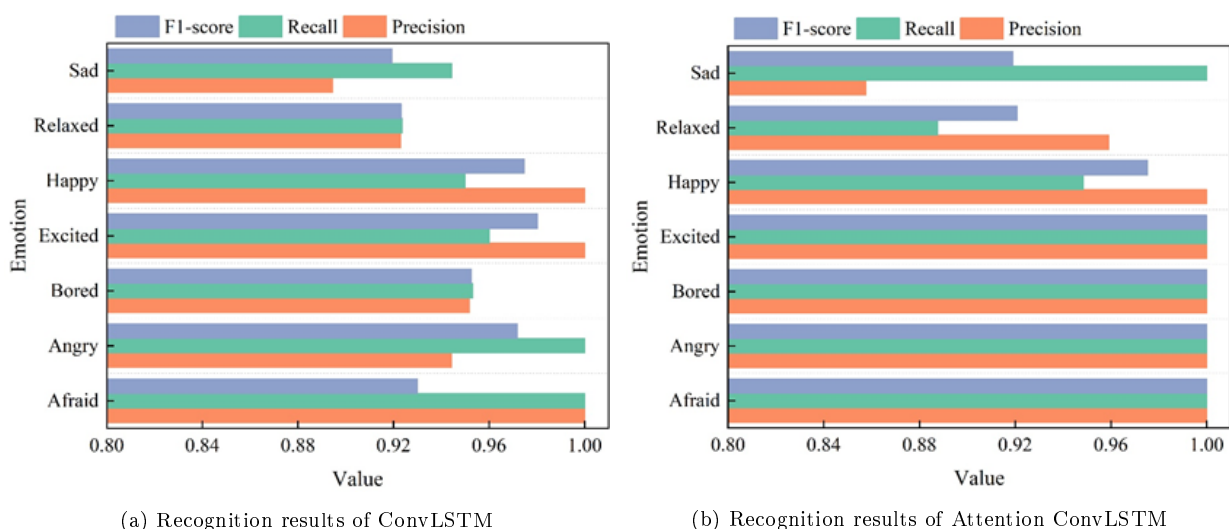 F1-score Recall Precision
Sad
Relaxed
Happy
Excited
Bored
Angry
Afraid
Emotion
0.80 0.84 0.88 0.92 0.96 1.00
Value
(a) Recognition results of ConvLSTM
F1-score Recall Precision
Sad
Relaxed
Happy
Excited
Bored
Angry
Afraid
Emotion
0.80 0.84 0.88 0.92 0.96 1.00
Value
(b) Recognition results of Attention ConvLSTM